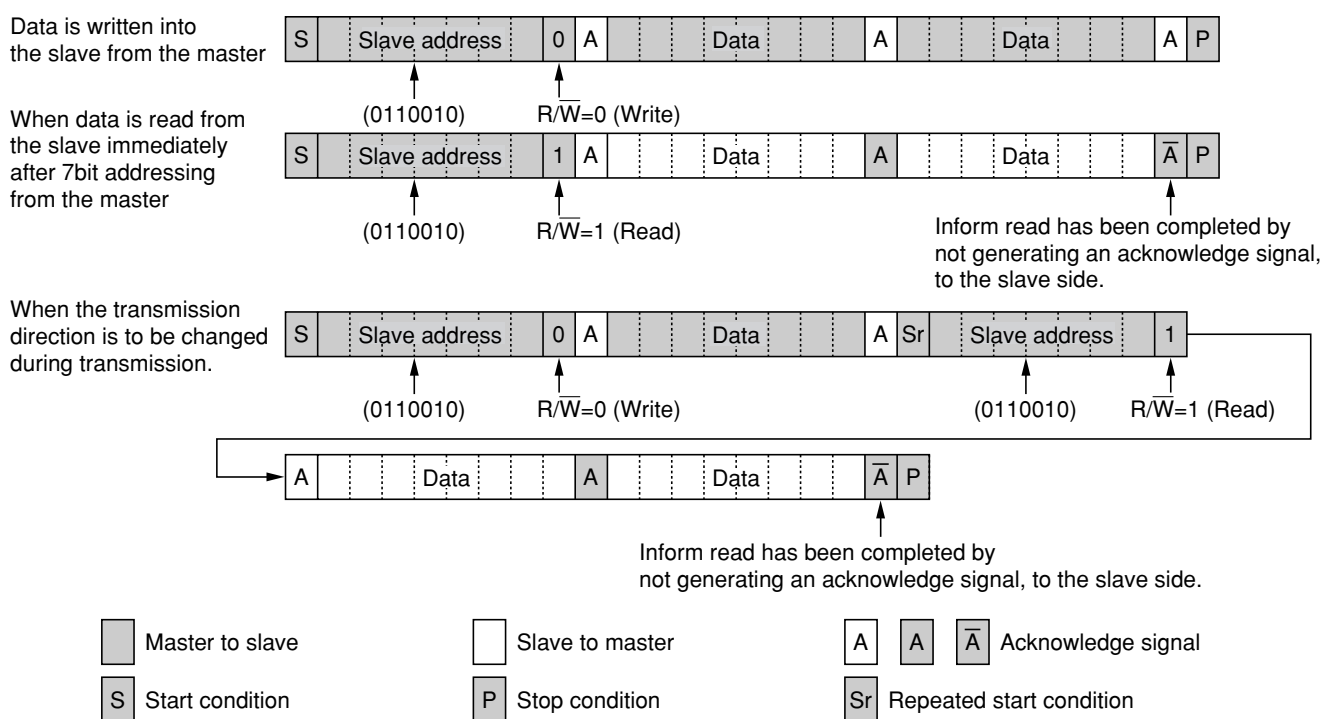 Data is written into
the slave from the master
S Slave address 0 A Data A Data A P
(0110010) R/W̅=0 (Write)
When data is read from
the slave immediately
after 7bit addressing
from the master
S Slave address 1 A Data A Data A̅ P
(0110010) R/W̅=1 (Read)
Inform read has been completed by
not generating an acknowledge signal,
to the slave side.
When the transmission
direction is to be changed
during transmission.
S Slave address 0 A Data A Sr Slave address 1
(0110010) R/W̅=0 (Write) (0110010) R/W̅=1 (Read)
A Data A Data A̅ P
Inform read has been completed by
not generating an acknowledge signal, to the slave side.
Master to slave Slave to master A A A̅ Acknowledge signal
S Start condition P Stop condition Sr Repeated start condition